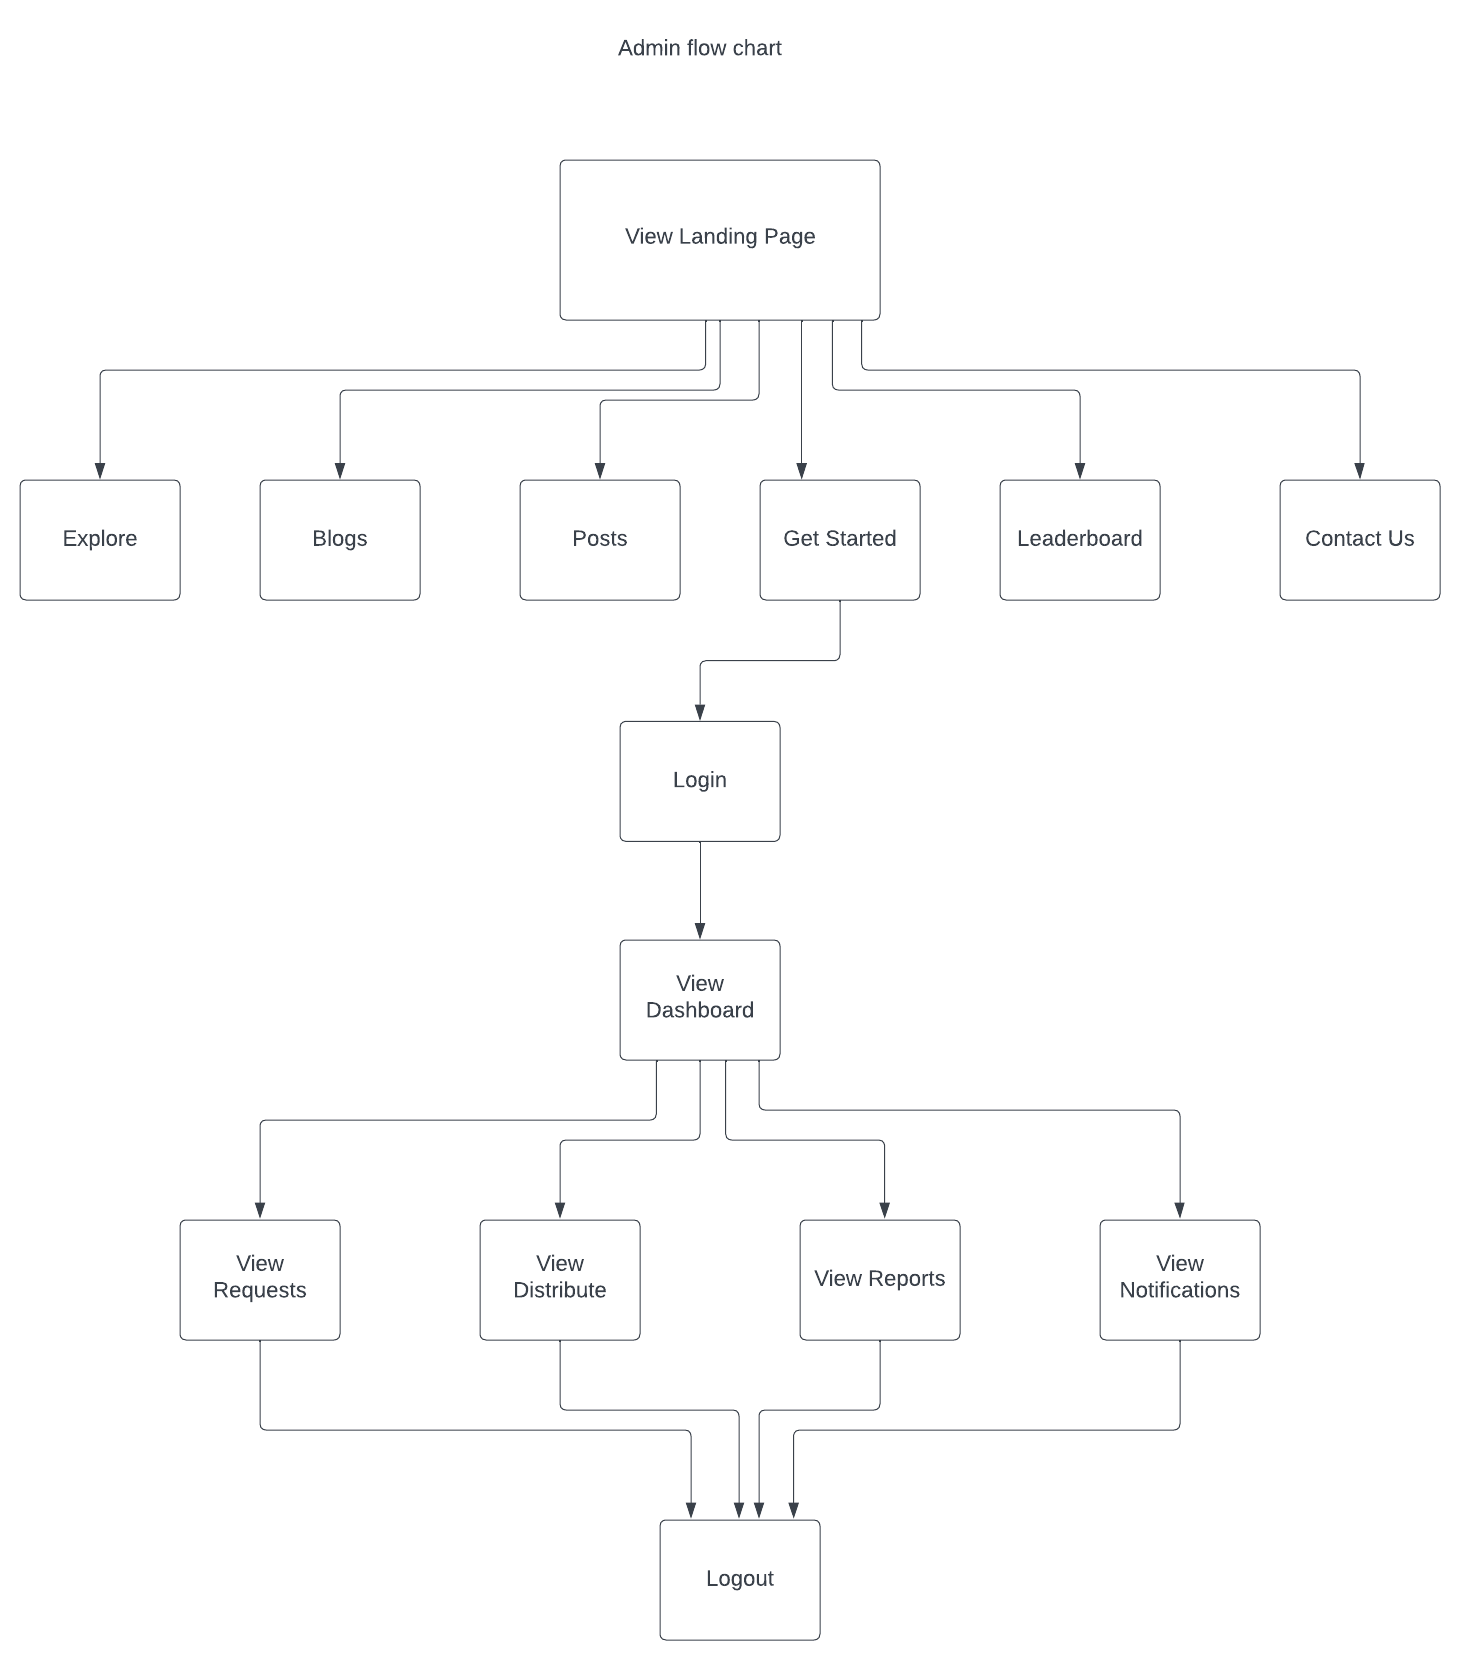 Admin flow chart
View Landing Page
Explore
Blogs
Posts
Get Started
Leaderboard
Contact Us
Login
View
Dashboard
View
Requests
View
Distribute
View Reports
View
Notifications
Logout